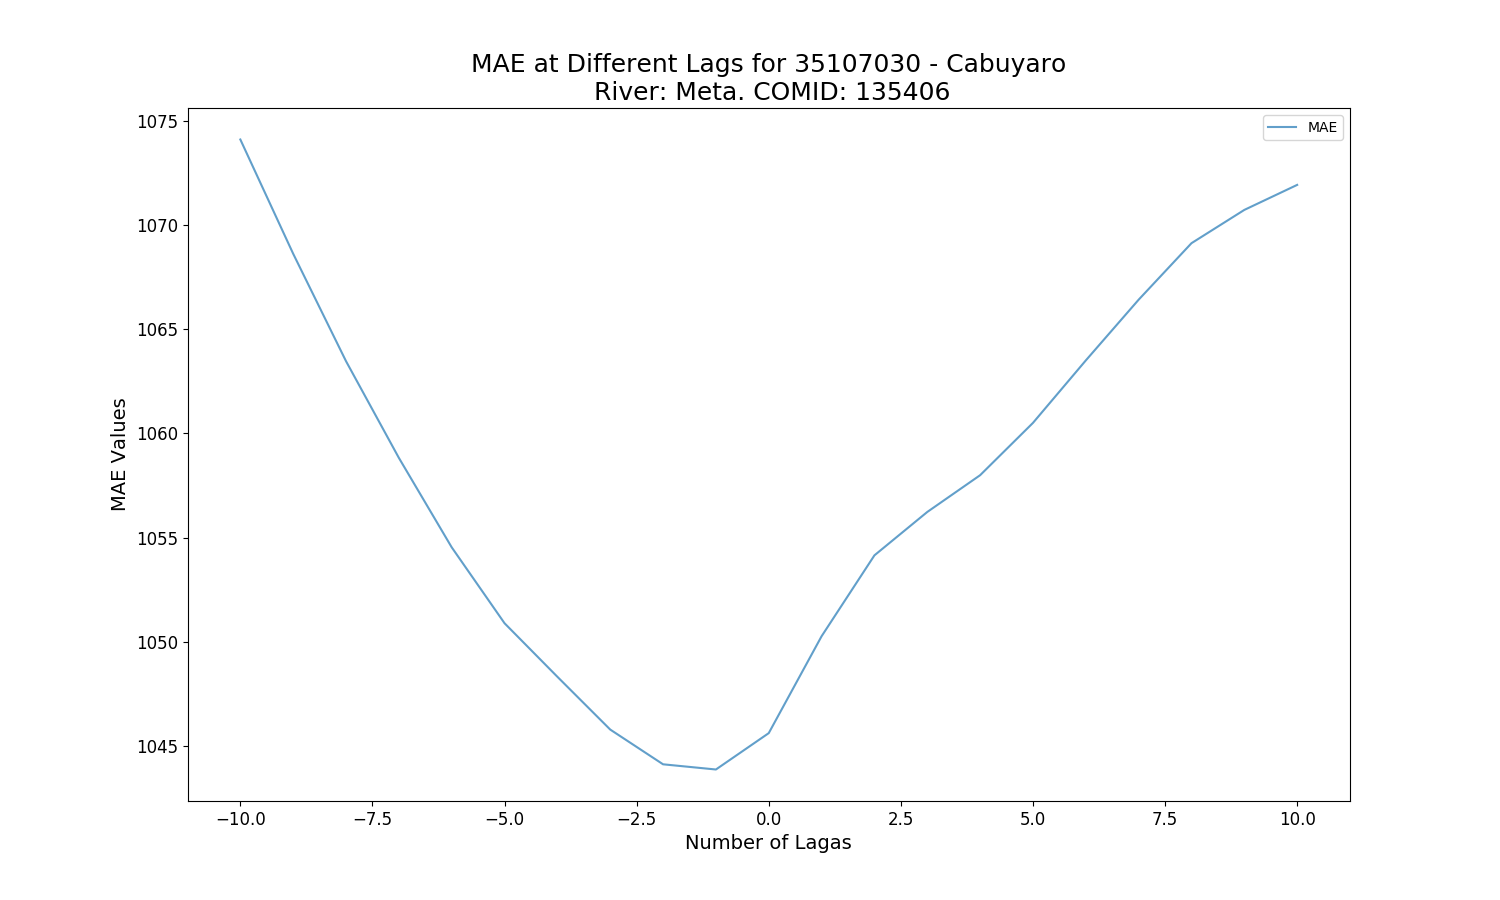 MAE at Different Lags for 35107030 - Cabuyaro
River: Meta. COMID: 135406
MAE
1075
1070
1065
1060
1055
1050
1045
MAE Values
−10.0 −7.5 −5.0 −2.5 0.0 2.5 5.0 7.5 10.0
Number of Lagas